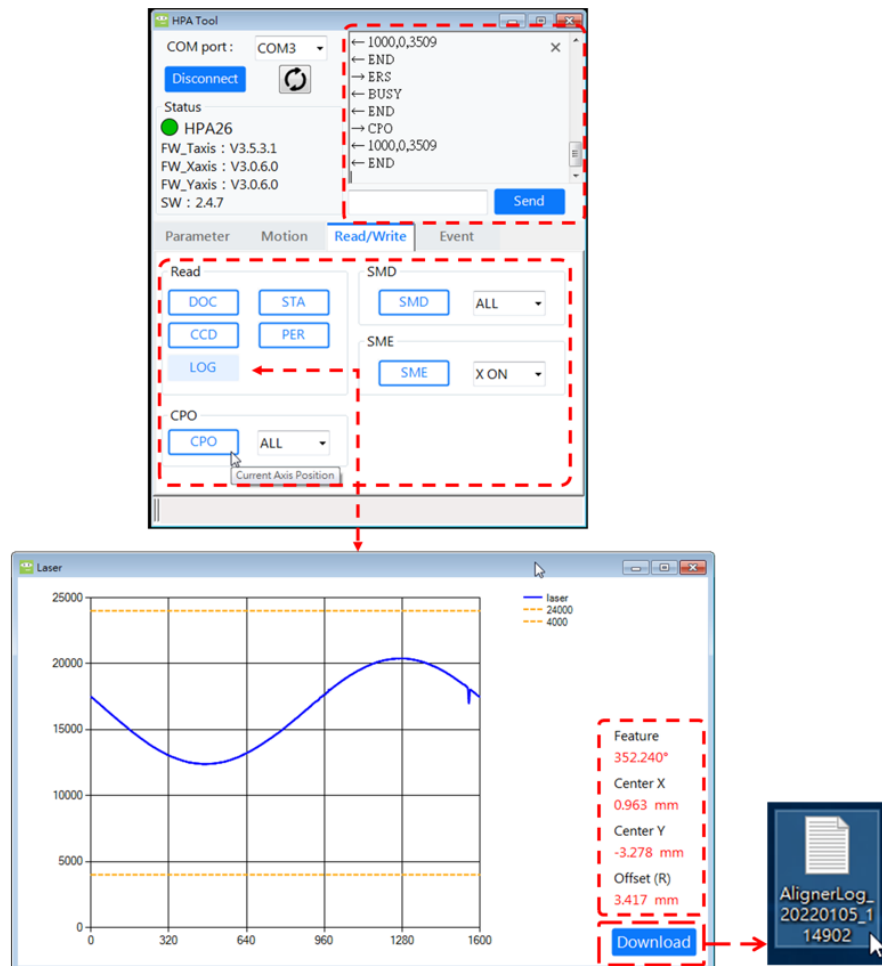 HPA Tool
COM port :
COM3
Disconnect
Status
HPA26
FW_Taxis : V3.5.3.1
FW_Xaxis : V3.0.6.0
FW_Yaxis : V3.0.6.0
SW : 2.4.7
← 1000,0,3509
← END
→ ERS
← BUSY
← END
→ CPO
← 1000,0,3509
← END
Send
Parameter
Motion
Read/Write
Event
Read
DOC
STA
CCD
PER
LOG
SMD
SMD
ALL
SME
SME
X ON
CPO
CPO
ALL
Current Axis Position
Laser
25000
20000
15000
10000
5000
0
0
320
640
960
1280
1600
laser
24000
4000
Feature
352.240°
Center X
0.963 mm
Center Y
-3.278 mm
Offset (R)
3.417 mm
Download
AlignerLog_
20220105_1
14902